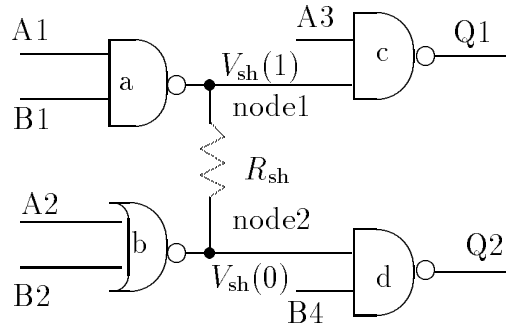 A1
A3
Q1
a
V_sh(1)
c
B1
node1
R_sh
A2
node2
b
Q2
V_sh(0)
d
B2
B4